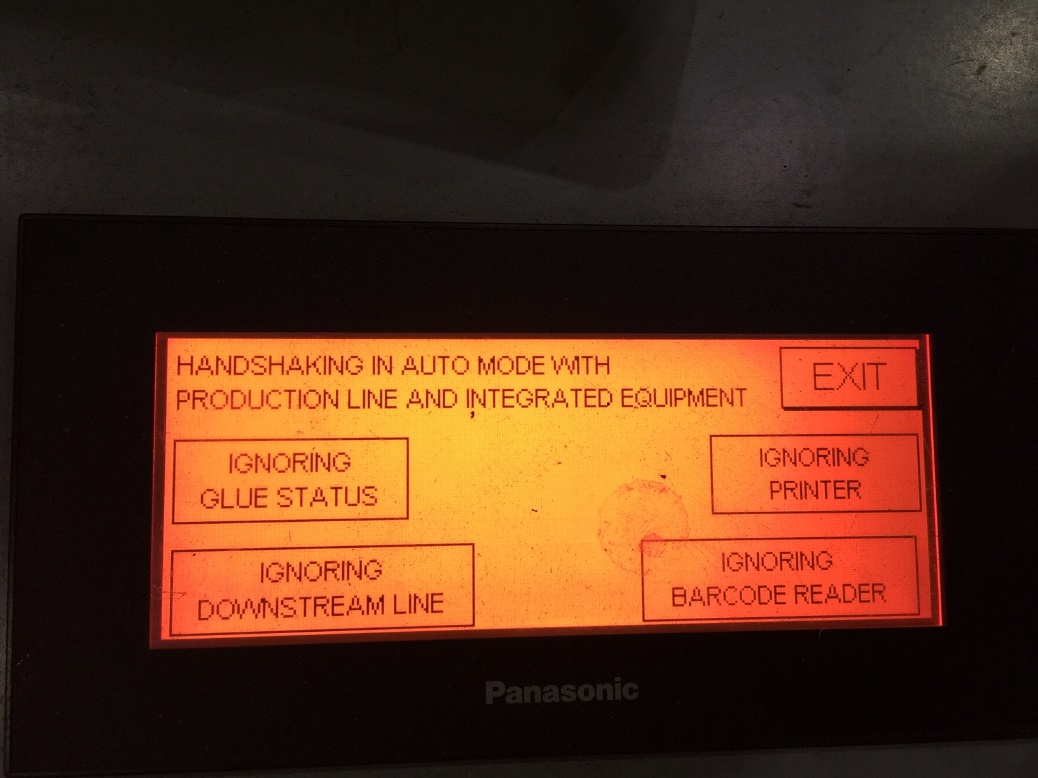 HANDSHAKING IN AUTO MODE WITH
PRODUCTION LINE AND INTEGRATED EQUIPMENT
EXIT
IGNORING
GLUE STATUS
IGNORING
PRINTER
IGNORING
DOWNSTREAM LINE
IGNORING
BARCODE READER
Panasonic